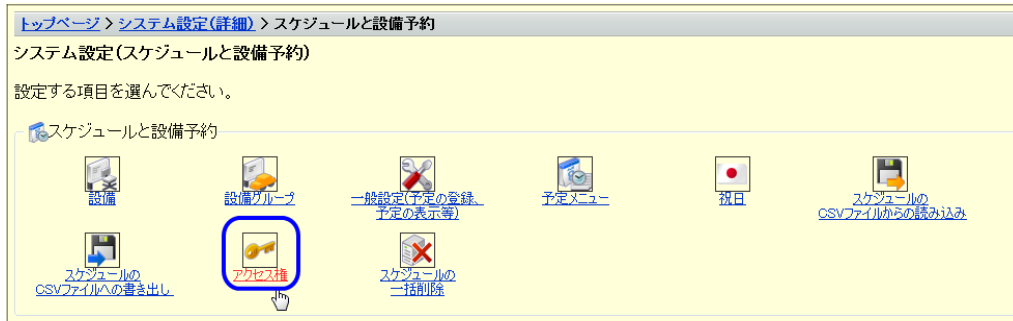 トップページ > システム設定(詳細) > スケジュールと設備予約
システム設定(スケジュールと設備予約)
設定する項目を選んでください。
スケジュールと設備予約
設備
設備グループ
一般設定(予定の登録、
予定の表示等)
予定メニュー
祝日
スケジュールの
CSVファイルからの読み込み
スケジュールの
CSVファイルへの書き出し
アクセス権
スケジュールの
一括削除